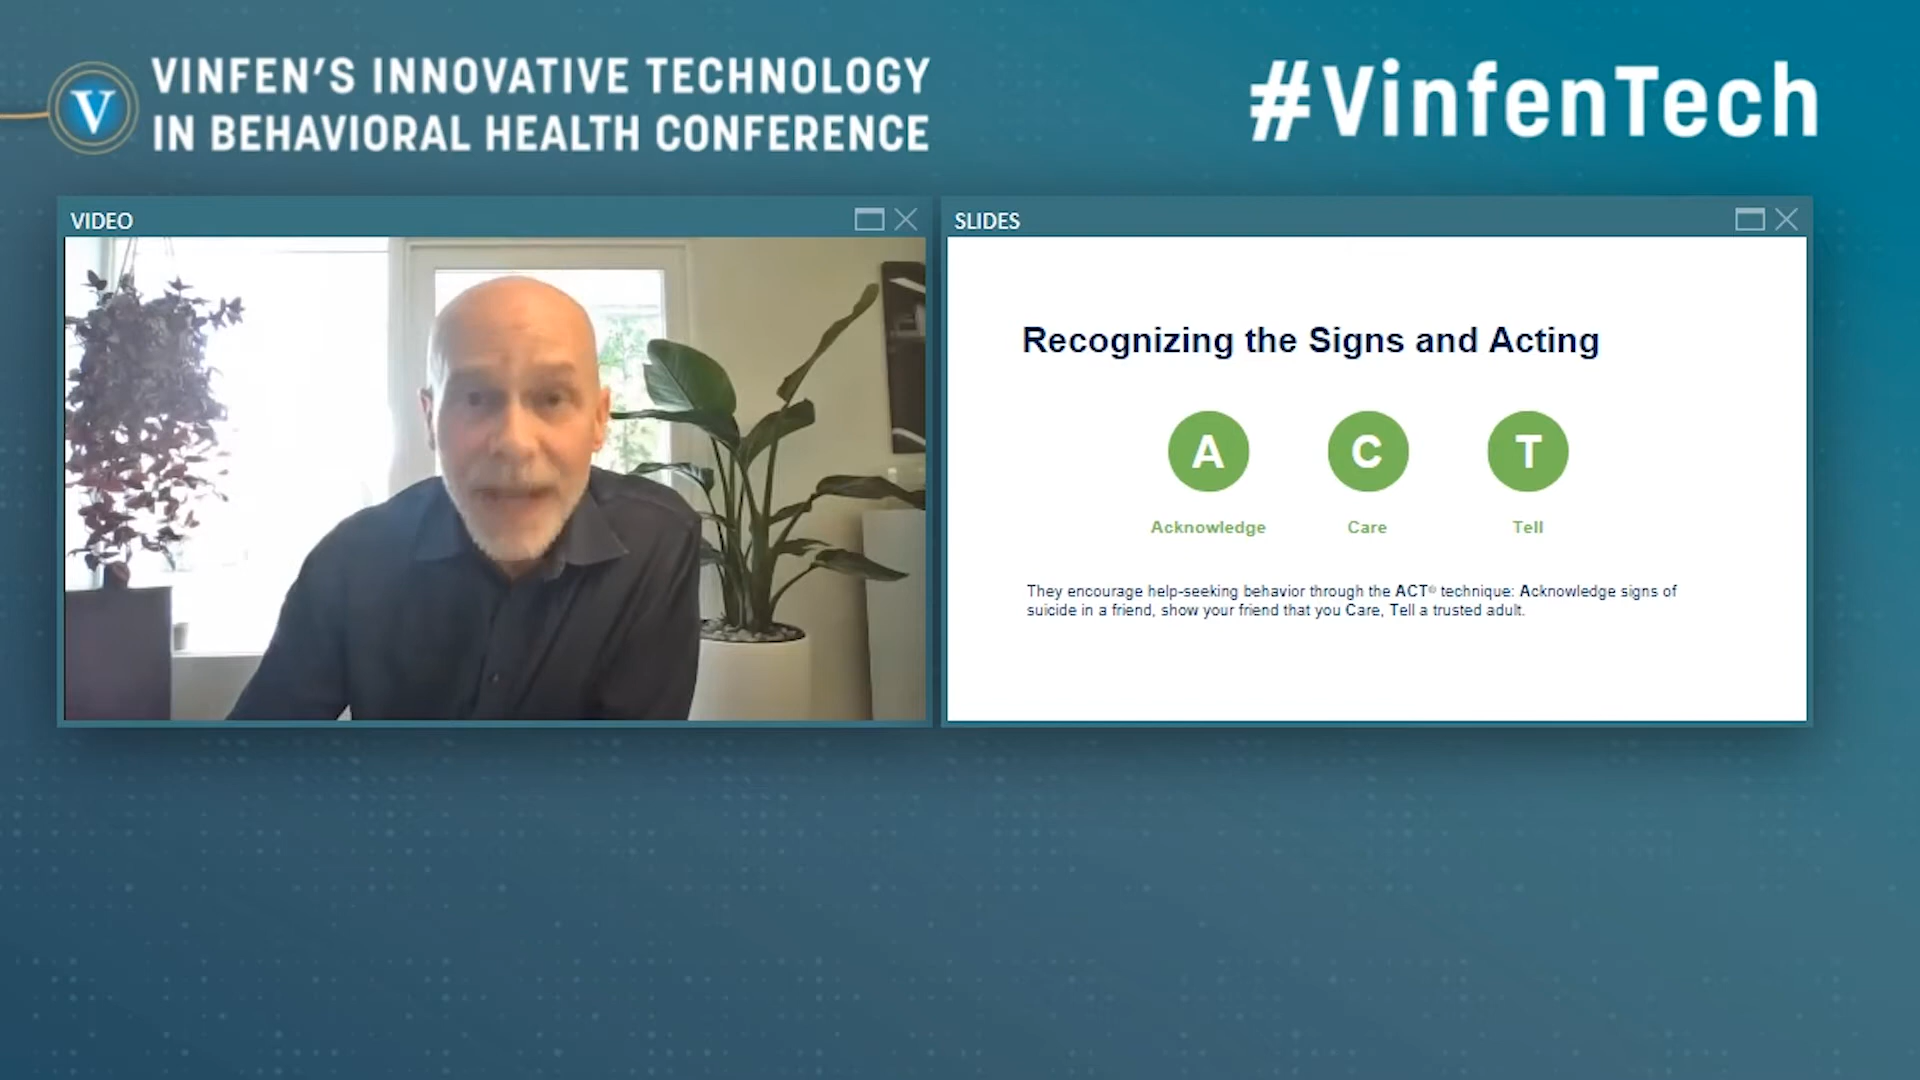 V
VINFEN'S INNOVATIVE TECHNOLOGY
IN BEHAVIORAL HEALTH CONFERENCE
#VinfenTech
VIDEO
SLIDES
Recognizing the Signs and Acting
A C T
Acknowledge Care Tell
They encourage help-seeking behavior through the ACT® technique: Acknowledge signs of
suicide in a friend, show your friend that you Care, Tell a trusted adult.